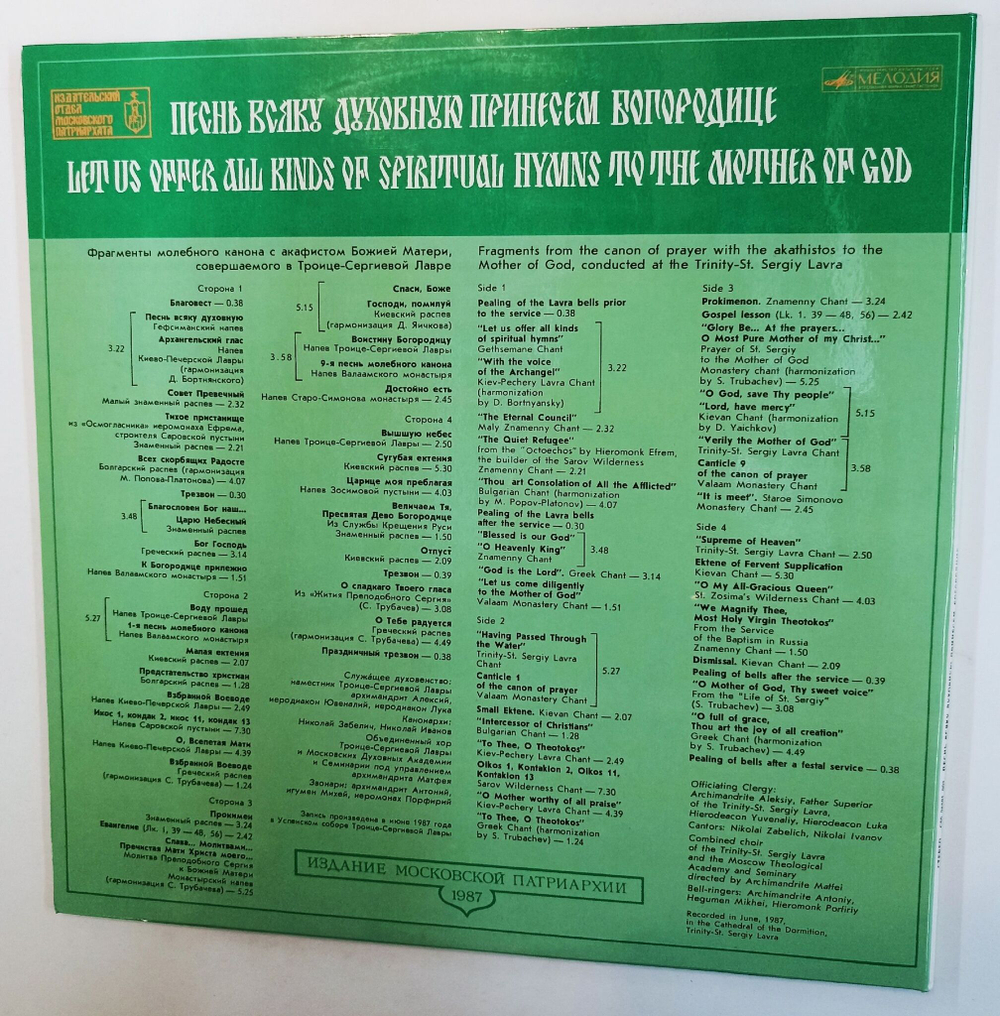 ИЗДАТЕЛЬСКИЙ
ОТДЕЛ
МОСКОВСКОГО
ПАТРИАРХАТА
МЕЛОДИЯ
ПЕСНЬ ВСЯКУ ДУХОВНУЮ ПРИНЕСЕМ БОГОРОДИЦЕ
LET US OFFER ALL KINDS OF SPIRITUAL HYMNS TO THE MOTHER OF GOD
Фрагменты молебного канона с акафистом Божией Матери,
совершаемого в Троице-Сергиевой Лавре
Сторона 1
Благовест — 0.38
Песнь всяку духовную
Гефсиманский напев
Архангельский глас
Напев
Киево-Печерской Лавры
(гармонизация
Д. Бортнянского)
3.22
Совет Превечный
Малый знаменный распев — 2.32
Тихое пристанище
из «Осмогласника» иеромонаха Ефрема,
строителя Саровской пустыни
Знаменный распев — 2.21
Всех скорбящих Радосте
Болгарский распев (гармонизация
М. Попова-Платонова) — 4.07
Трезвон — 0.30
Благословен Бог наш...
Царю Небесный
Знаменный распев
3.48
Бог Господь
Греческий распев — 3.14
К Богородице прилежно
Напев Валаамского монастыря — 1.51
Сторона 2
Воду прошед
Напев Троице-Сергиевой Лавры
1-я песнь молебного канона
Напев Валаамского монастыря
5.27
Малая ектения
Киевский распев — 2.07
Предстательство христиан
Болгарский распев — 1.28
Взбранной Воеводе
Напев Киево-Печерской Лавры — 2.49
Икос 1, кондак 2, икос 11, кондак 13
Напев Саровской пустыни — 7.30
О, Всепетая Мати
Напев Киево-Печерской Лавры — 4.39
Взбранной Воеводе
Греческий распев
(гармонизация С. Трубачева) — 1.24
Сторона 3
Прокимен
Знаменный распев — 3.24
Евангелие (Лк. 1, 39 — 48, 56) — 2.42
Слава... Молитвами...
Пречистая Мати Христа моего...
Молитва Преподобного Сергия
к Божией Матери
Монастырский напев
(гармонизация С. Трубачева) — 5.25
Спаси, Боже
Господи, помилуй
Киевский распев
(гармонизация Д. Яичкова)
5.15
Воистину Богородицу
Напев Троице-Сергиевой Лавры
9-я песнь молебного канона
Напев Валаамского монастыря
3.58
Достойно есть
Напев Старо-Симонова монастыря — 2.45
Сторона 4
Вышшую небес
Напев Троице-Сергиевой Лавры — 2.50
Сугубая ектения
Киевский распев — 5.30
Царице моя преблагая
Напев Зосимовой пустыни — 4.03
Величаем Тя,
Пресвятая Дево Богородице
Из Службы Крещения Руси
Знаменный распев — 1.50
Отпуст
Киевский распев — 2.09
Трезвон — 0.39
О сладкаго Твоего гласа
Из «Жития Преподобного Сергия»
(С. Трубачев) — 3.08
О Тебе радуется
Греческий распев
(гармонизация С. Трубачева) — 4.49
Праздничный трезвон — 0.38
Служащее духовенство:
наместник Троице-Сергиевой Лавры
архимандрит Алексий,
иеродиакон Ювеналий, иеродиакон Лука
Канонархи:
Николай Забелич, Николай Иванов
Объединенный хор
Троице-Сергиевой Лавры
и Московских Духовных Академии
и Семинарии под управлением
архимандрита Матфея
Звонари: архимандрит Антоний,
игумен Михей, иеромонах Порфирий
Запись произведена в июне 1987 года
в Успенском соборе Троице-Сергиевой Лавры
Fragments from the canon of prayer with the akathistos to the
Mother of God, conducted at the Trinity-St. Sergiy Lavra
Side 1
Pealing of the Lavra bells prior
to the service — 0.38
"Let us offer all kinds
of spiritual hymns"
Gethsemane Chant
"With the voice
of the Archangel"
Kiev-Pechery Lavra Chant
(harmonization
by D. Bortnyansky)
3.22
"The Eternal Council"
Maly Znamenny Chant — 2.32
"The Quiet Refugee"
from the "Octoechos" by Hieromonk Efrem,
the builder of the Sarov Wilderness
Znamenny Chant — 2.21
"Thou art Consolation of All the Afflicted"
Bulgarian Chant (harmonization
by M. Popov-Platonov) — 4.07
Pealing of the Lavra bells
after the service — 0.30
"Blessed is our God"
"O Heavenly King"
Znamenny Chant
3.48
"God is the Lord". Greek Chant — 3.14
"Let us come diligently
to the Mother of God"
Valaam Monastery Chant — 1.51
Side 2
"Having Passed Through
the Water"
Trinity-St. Sergiy Lavra
Chant
Canticle 1
of the canon of prayer
Valaam Monastery Chant
5.27
Small Ektene. Kievan Chant — 2.07
"Intercessor of Christians"
Bulgarian Chant — 1.28
"To Thee, O Theotokos"
Kiev-Pechery Lavra Chant — 2.49
Oikos 1, Kontakion 2, Oikos 11,
Kontakion 13
Sarov Wilderness Chant — 7.30
"O Mother worthy of all praise"
Kiev-Pechery Lavra Chant — 4.39
"To Thee, O Theotokos"
Greek Chant (harmonization
by S. Trubachev) — 1.24
Side 3
Prokimenon. Znamenny Chant — 3.24
Gospel lesson (Lk. 1. 39 — 48, 56) — 2.42
"Glory Be... At the prayers...
O Most Pure Mother of my Christ..."
Prayer of St. Sergiy
to the Mother of God
Monastery chant (harmonization
by S. Trubachev) — 5.25
"O God, save Thy people"
"Lord, have mercy"
Kievan Chant (harmonization
by D. Yaichkov)
5.15
"Verily the Mother of God"
Trinity-St. Sergiy Lavra Chant
Canticle 9
of the canon of prayer
Valaam Monastery Chant
3.58
"It is meet". Staroe Simonovo
Monastery Chant — 2.45
Side 4
"Supreme of Heaven"
Trinity-St. Sergiy Lavra Chant — 2.50
Ektene of Fervent Supplication
Kievan Chant — 5.30
"O My All-Gracious Queen"
St. Zosima's Wilderness Chant — 4.03
"We Magnify Thee,
Most Holy Virgin Theotokos"
From the Service
of the Baptism in Russia
Znamenny Chant — 1.50
Dismissal. Kievan Chant — 2.09
Pealing of bells after the service — 0.39
"O Mother of God, Thy sweet voice"
From the "Life of St. Sergiy"
(S. Trubachev) — 3.08
"O full of grace,
Thou art the joy of all creation"
Greek Chant (harmonization
by S. Trubachev) — 4.49
Pealing of bells after a festal service — 0.38
Officiating Clergy:
Archimandrite Aleksiy, Father Superior
of the Trinity-St. Sergiy Lavra,
Hierodeacon Yuvenaliy, Hierodeacon Luka
Cantors: Nikolai Zabelich, Nikolai Ivanov
Combined choir
of the Trinity-St. Sergiy Lavra
and the Moscow Theological
Academy and Seminary
directed by Archimandrite Matfei
Bell-ringers: Archimandrite Antoniy,
Hegumen Mikhei, Hieromonk Porfiriy
Recorded in June, 1987,
in the Cathedral of the Dormition,
Trinity-St. Sergiy Lavra
ИЗДАНИЕ МОСКОВСКОЙ ПАТРИАРХИИ
1987